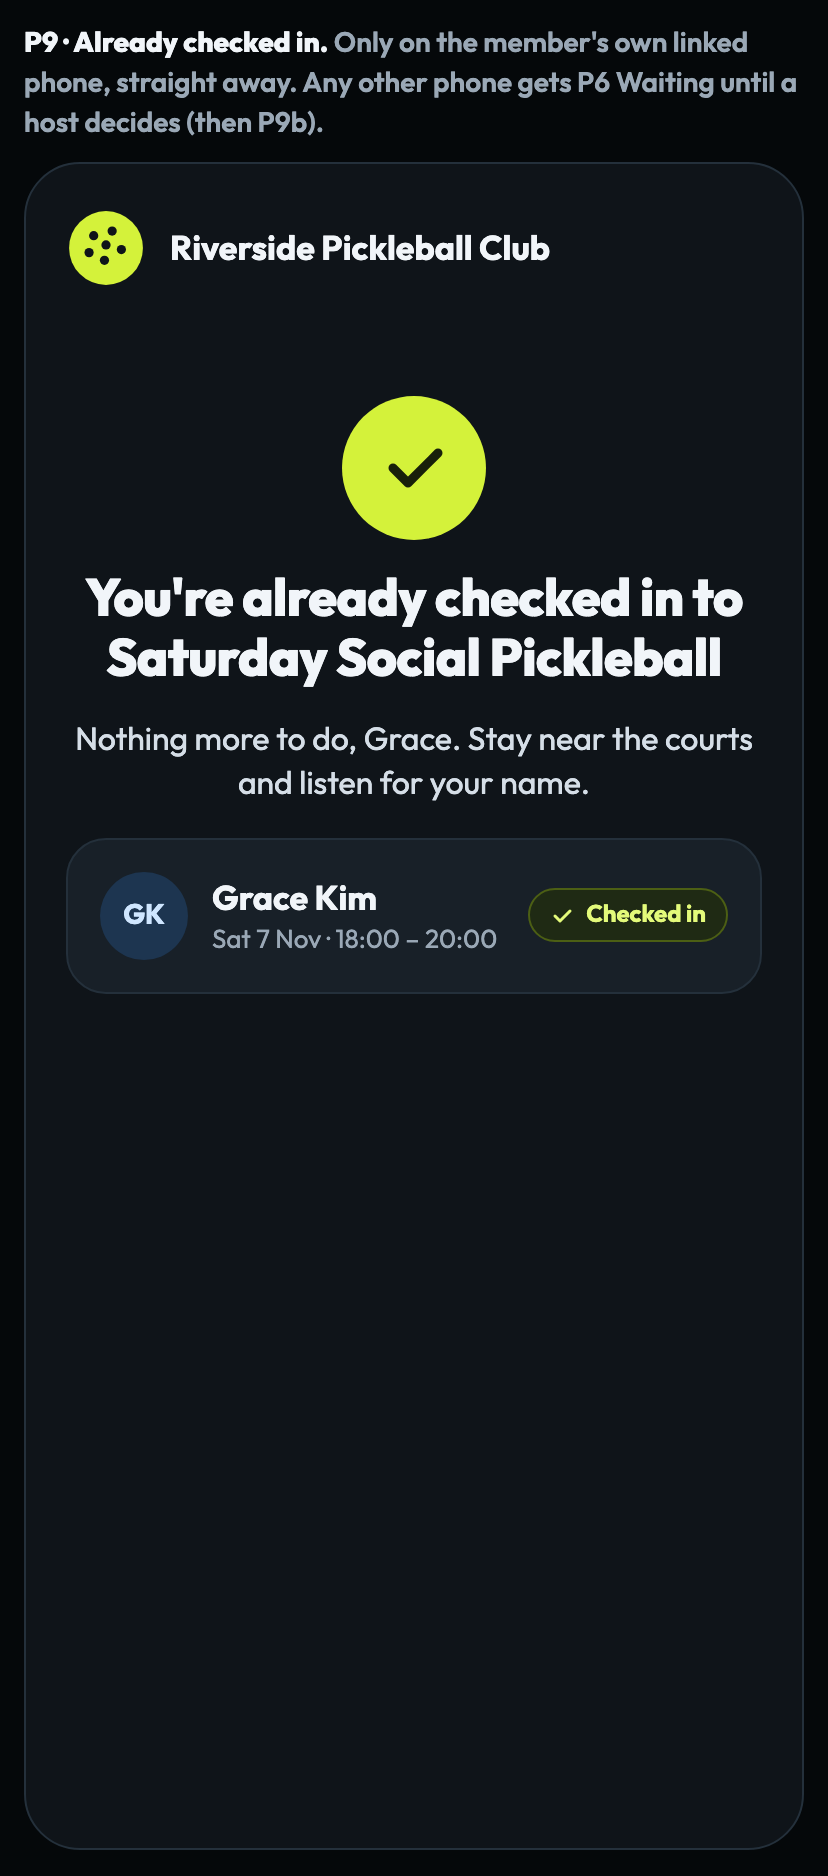 P9 · Already checked in. Only on the member's own linked
phone, straight away. Any other phone gets P6 Waiting until a
host decides (then P9b).
Riverside Pickleball Club
You're already checked in to
Saturday Social Pickleball
Nothing more to do, Grace. Stay near the courts
and listen for your name.
GK
Grace Kim
Sat 7 Nov · 18:00 – 20:00
Checked in